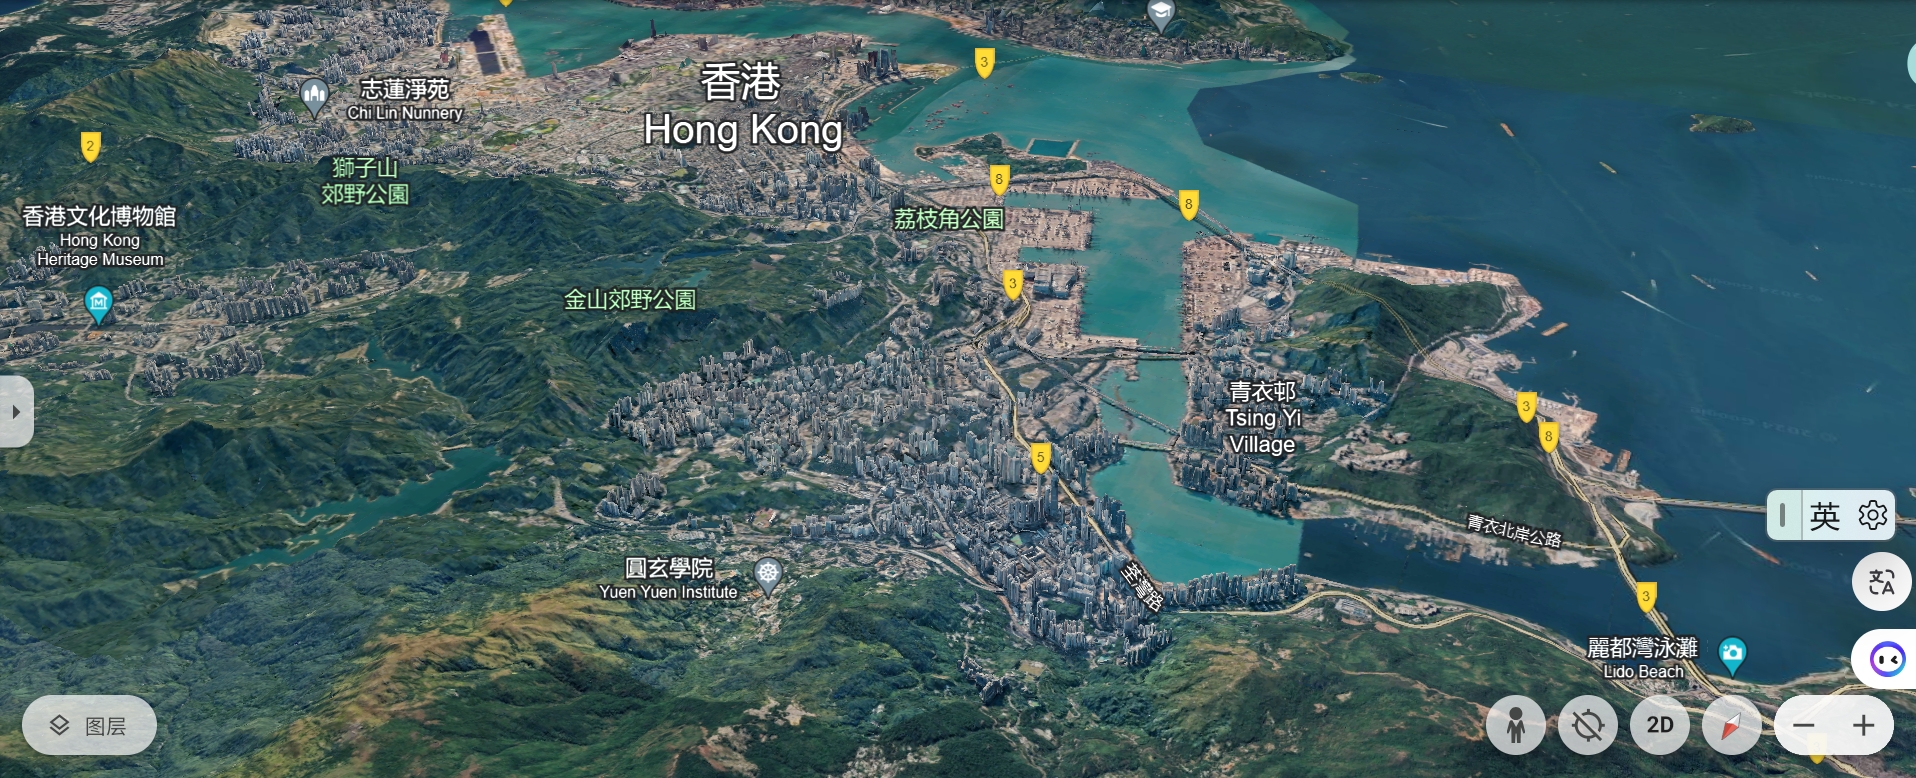 3
志蓮淨苑
Chi Lin Nunnery
香港
Hong Kong
2
獅子山
郊野公園
8
8
香港文化博物館
Hong Kong
Heritage Museum
荔枝角公園
金山郊野公園
3
青衣邨
Tsing Yi
Village
3
8
5
英
青衣北岸公路
圓玄學院
Yuen Yuen Institute
荃灣路
3
麗都灣泳灘
Lido Beach
图层
2D